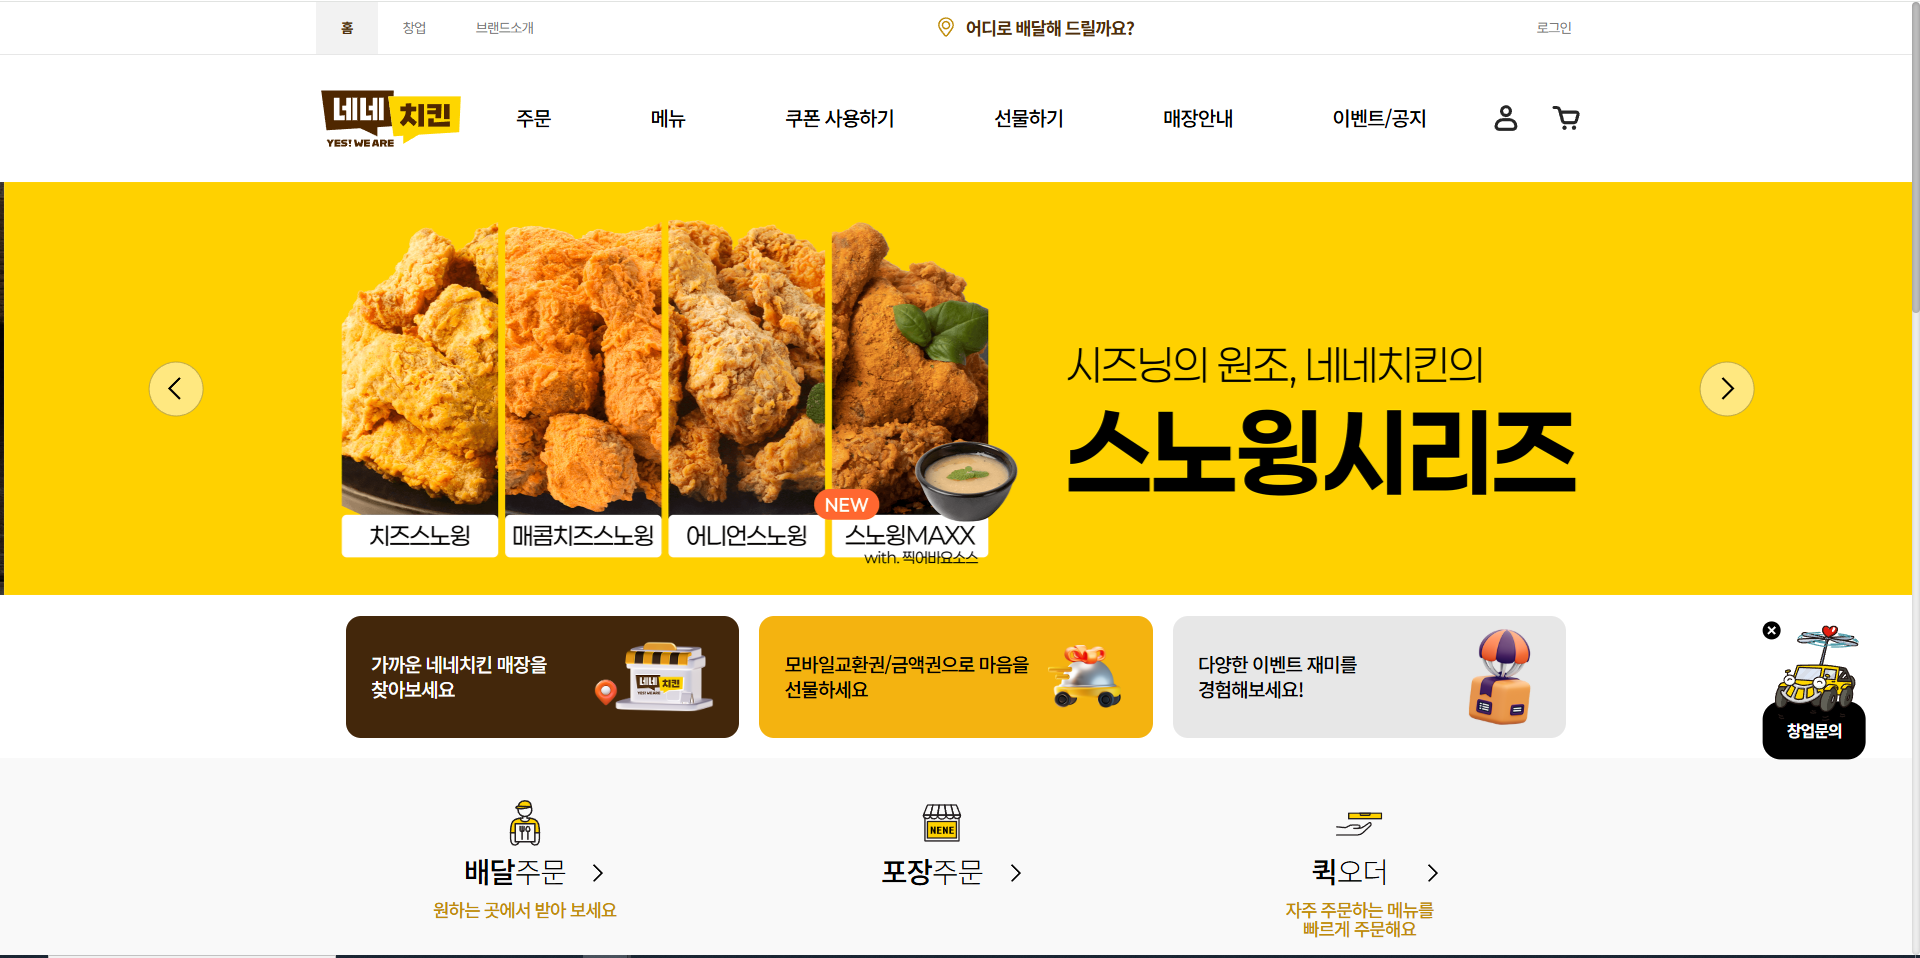 홈
창업
브랜드소개
어디로 배달해 드릴까요?
로그인
네네치킨
YES! WE ARE
주문
메뉴
쿠폰 사용하기
선물하기
매장안내
이벤트/공지
시즈닝의 원조, 네네치킨의
스노윙시리즈
치즈스노윙
매콤치즈스노윙
어니언스노윙
NEW
스노윙MAXX
with. 찍어바요소스
가까운 네네치킨 매장을
찾아보세요
네네치킨
YES! WE ARE
모바일교환권/금액권으로 마음을
선물하세요
다양한 이벤트 재미를
경험해보세요!
창업문의
배달주문
원하는 곳에서 받아 보세요
NENE
포장주문
퀵오더
자주 주문하는 메뉴를
빠르게 주문해요